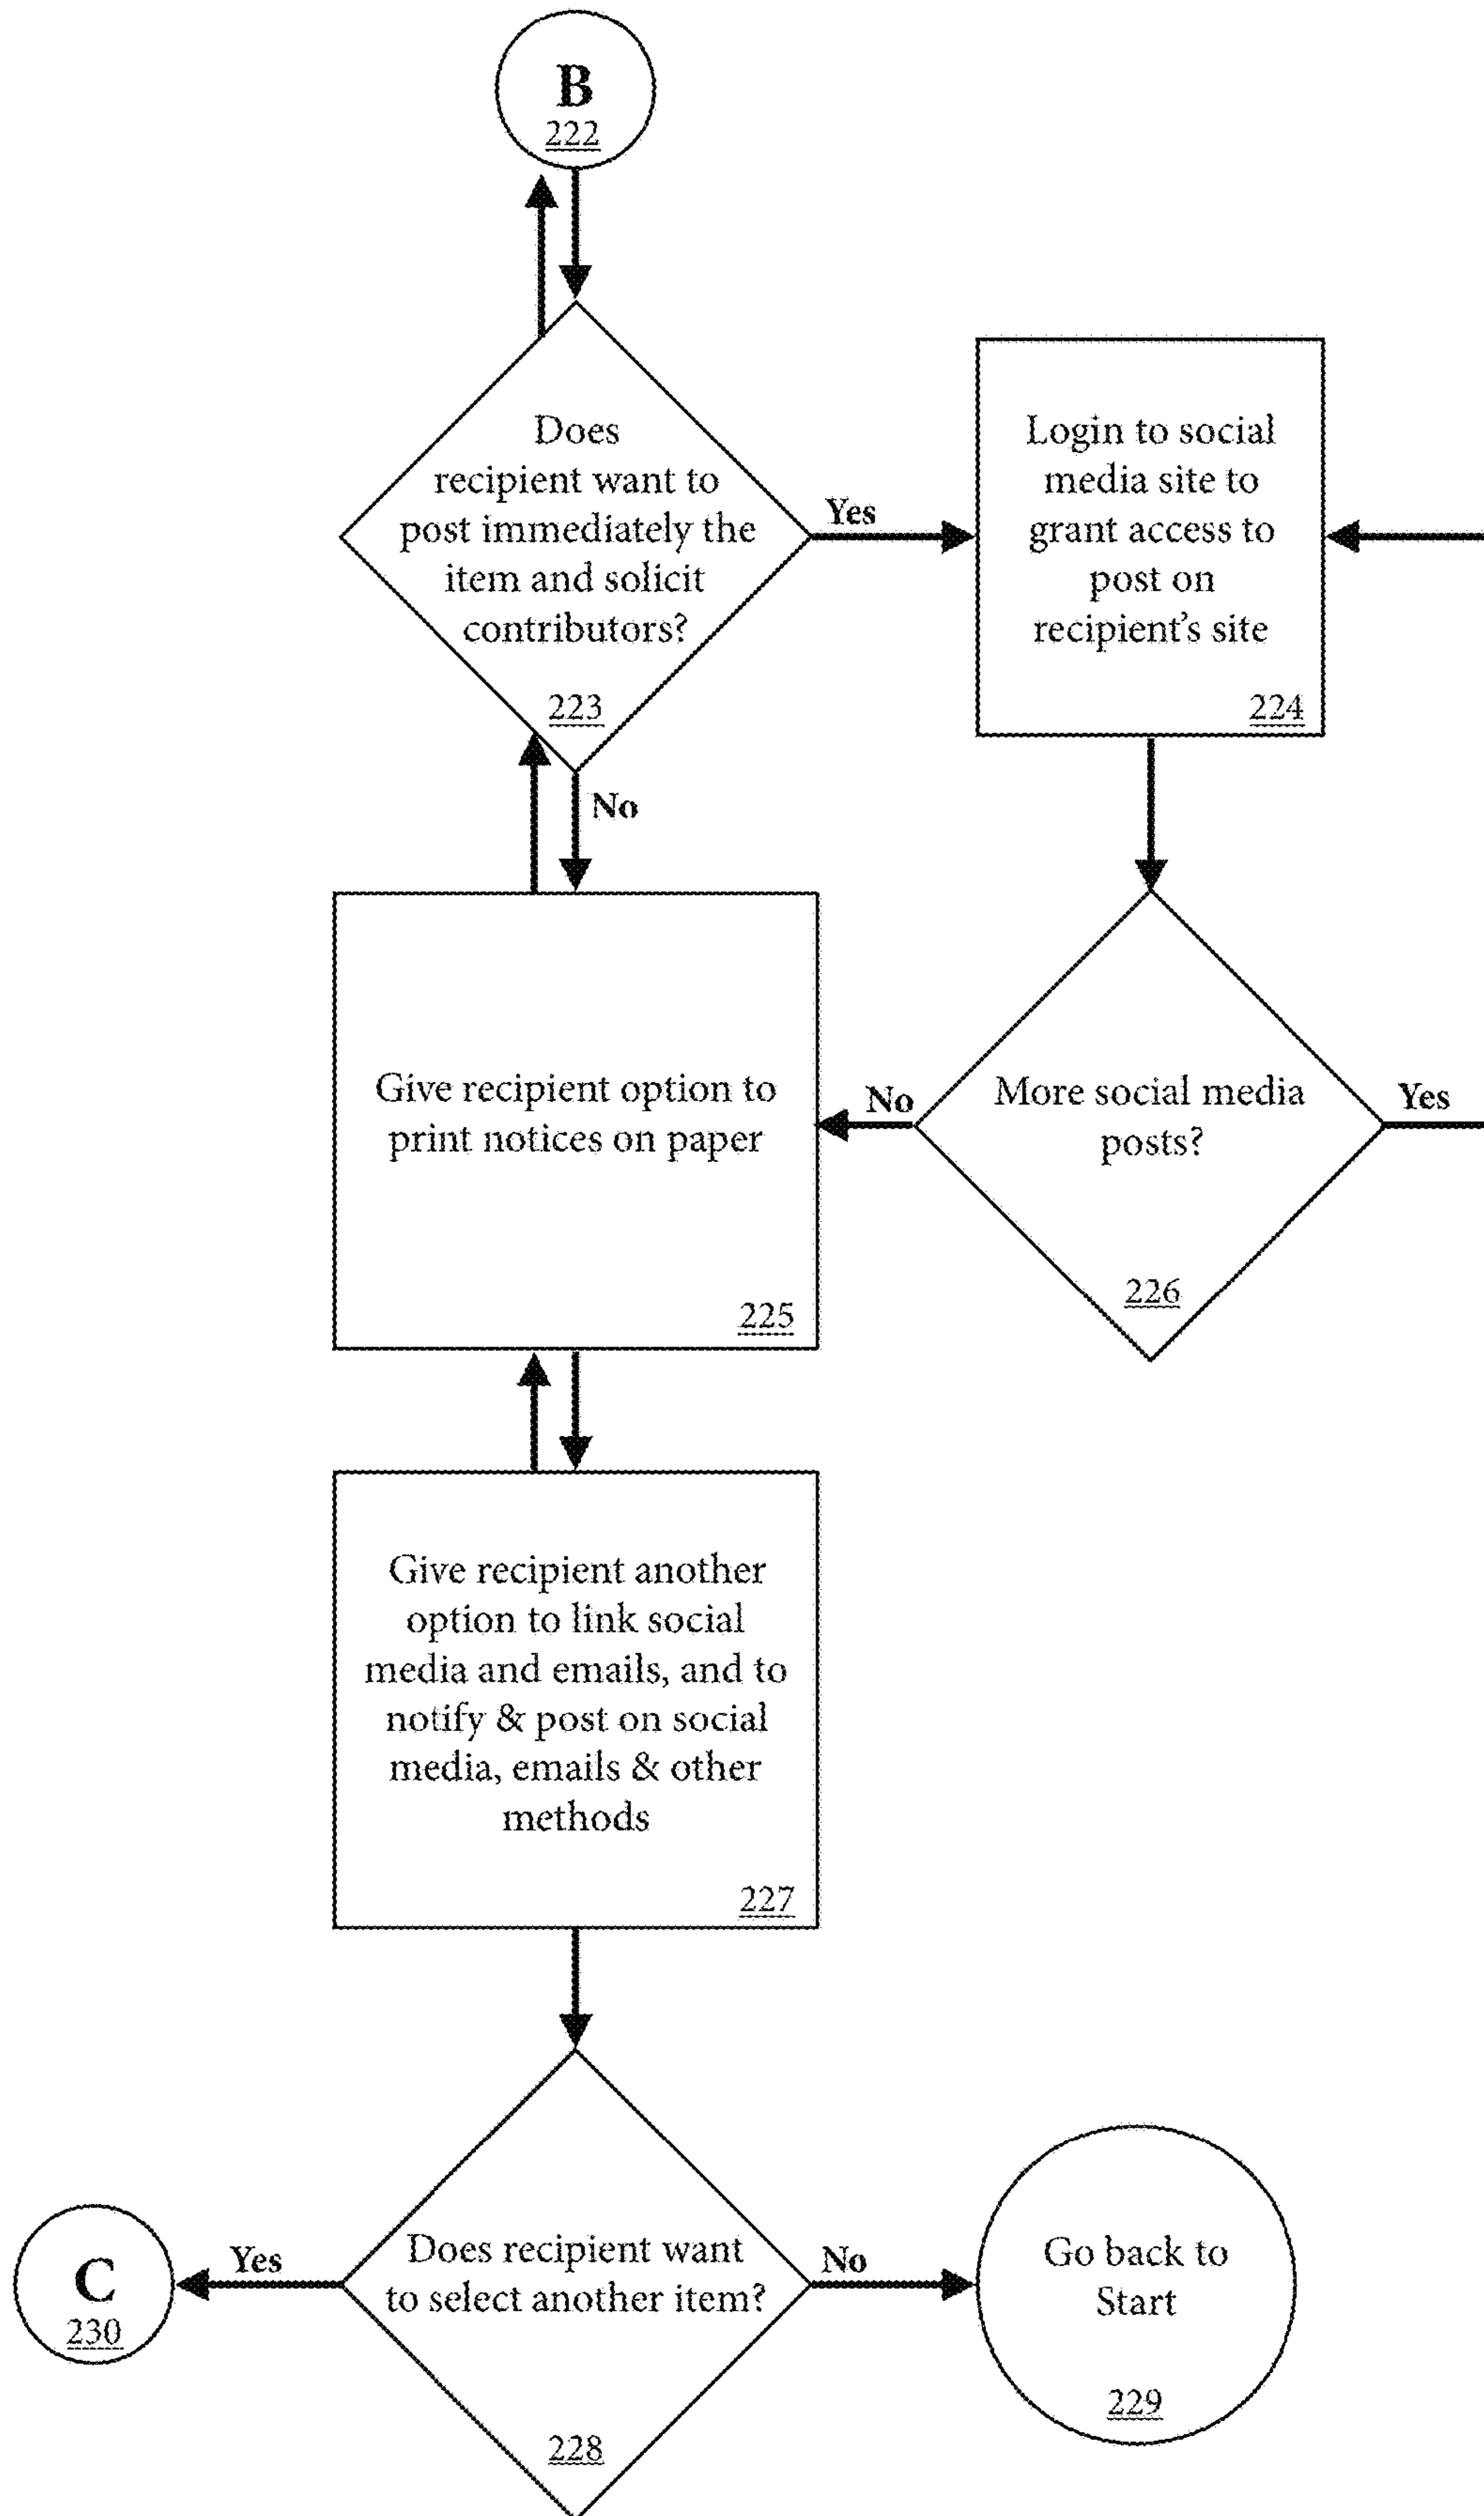 B
222
Does
recipient want to
post immediately the
item and solicit
contributors?
223
Yes
No
Login to social
media site to
grant access to
post on
recipient's site
224
Give recipient option to
print notices on paper
225
No
More social media
posts?
226
Yes
Give recipient another
option to link social
media and emails, and to
notify & post on social
media, emails & other
methods
227
C
230
Yes
Does recipient want
to select another item?
228
No
Go back to
Start
229